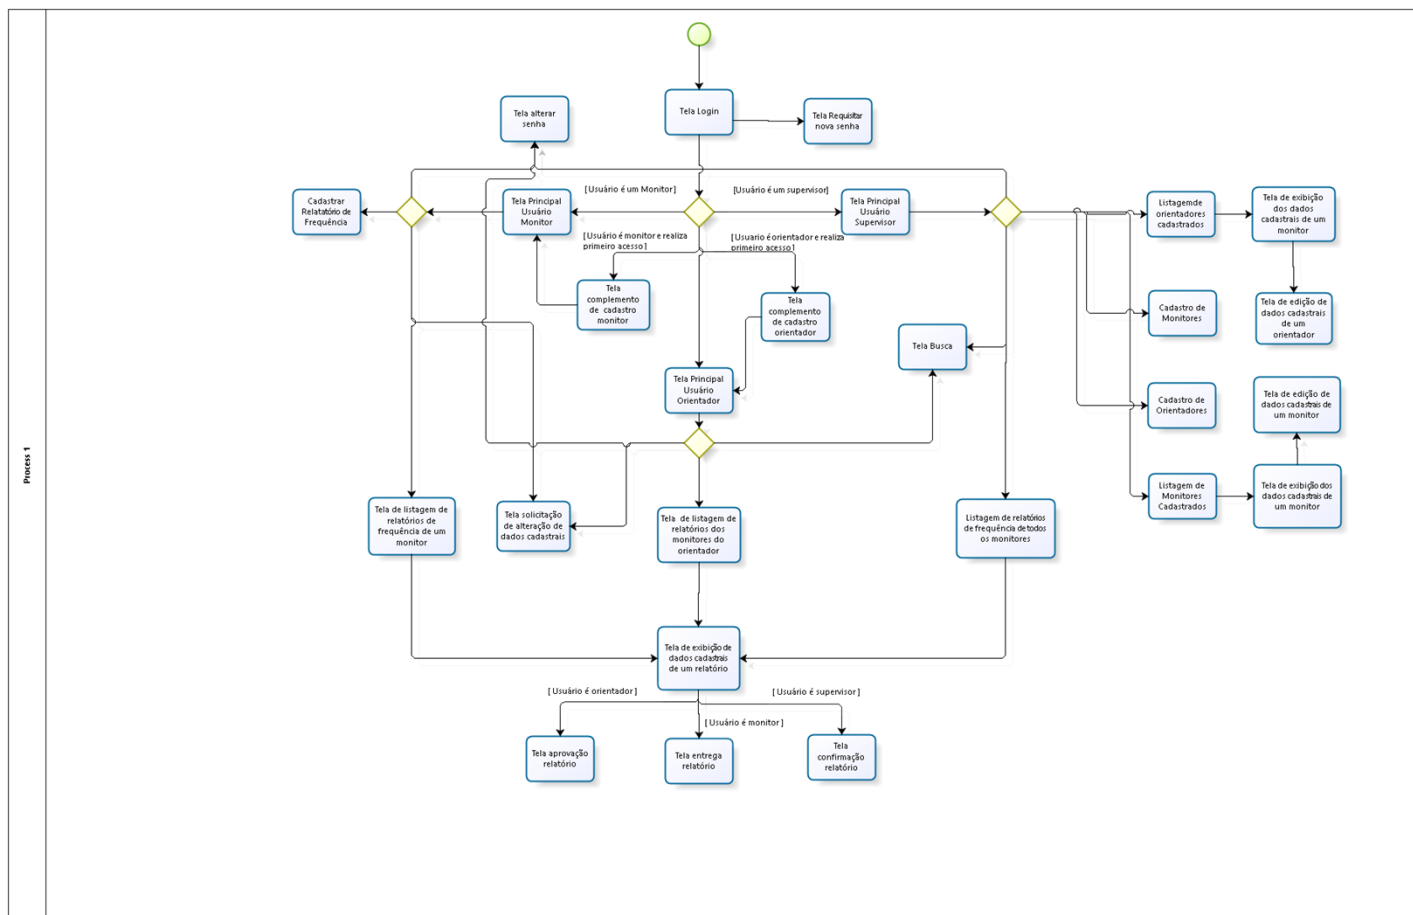 Process 1
Tela alterar
senha
Tela Login
Tela Requisitar
nova senha
[ Usuário é um Monitor]
[Usuário é um supervisor]
Cadastrar
Relatatório de
Frequência
Tela Principal
Usuário
Monitor
Tela Principal
Usuário
Supervisor
Listagemde
orientadores
cadastrados
Tela de exibição
dos dados
cadastrais de um
monitor
[Usuário é monitor e realiza
primeiro acesso ]
[Usuario é orientador e realiza
primeiro acesso]
Tela
complemento
de cadastro
monitor
Tela
complemento
de cadastro
orientador
Cadastro de
Monitores
Tela de edição de
dados cadastrais
de um
orientador
Tela Busca
Tela Principal
Usuário
Orientador
Cadastro de
Orientadores
Tela de edição de
dados cadastrais de
um monitor
Tela de listagem de
relatórios de
frequência de um
monitor
Tela solicitação
de alteração de
dados cadastrais
Tela de listagem de
relatórios dos
monitores do
orientador
Listagem de relatórios
de frequência de todos
os monitores
Listagem de
Monitores
Cadastrados
Tela de exibição dos
dados cadastrais de
um monitor
Tela de exibição de
dados cadastrais
de um relatório
[ Usuário é orientador ]
[ Usuário é supervisor ]
[ Usuário é monitor ]
Tela aprovação
relatório
Tela entrega
relatório
Tela
confirmação
relatório